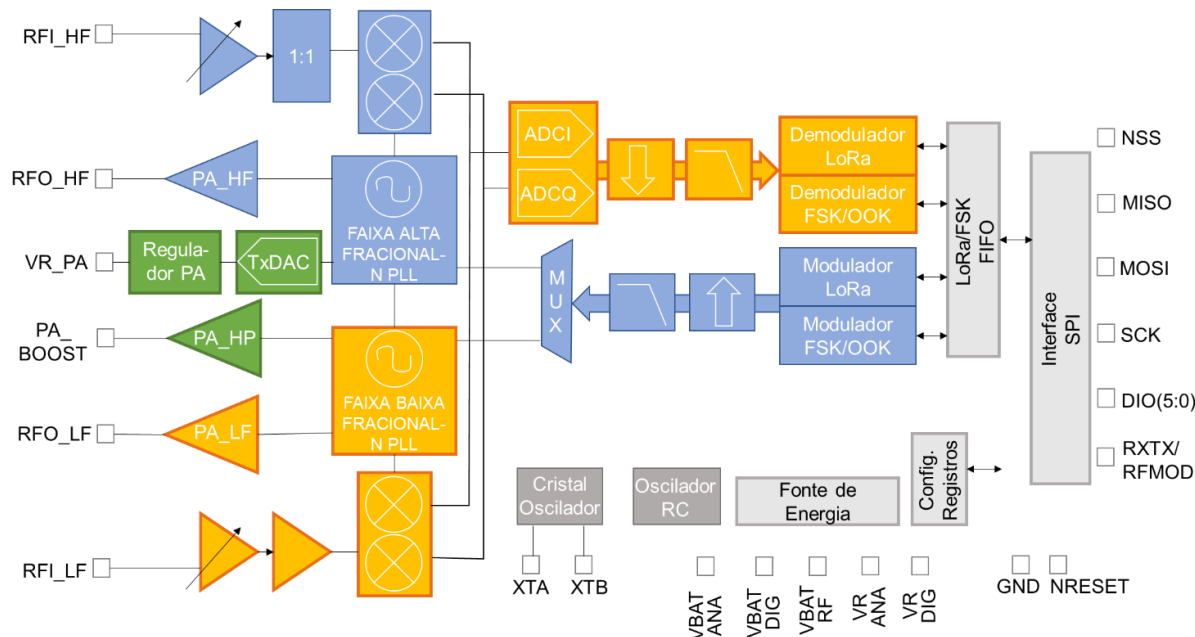 RFI_HF
1:1
RFO_HF
PA_HF
FAIXA ALTA
FRACIONAL-
N PLL
VR_PA
Regula-
dor PA
TxDAC
PA_
BOOST
PA_HP
RFO_LF
PA_LF
FAIXA BAIXA
FRACIONAL-
N PLL
RFI_LF
ADCI
ADCQ
Demodulador
LoRa
Demodulador
FSK/OOK
MUX
Modulador
LoRa
Modulador
FSK/OOK
LoRa/FSK
FIFO
Interface
SPI
NSS
MISO
MOSI
SCK
DIO(5:0)
RXTX/
RFMOD
Cristal
Oscilador
Oscilador
RC
Fonte de
Energia
Config.
Registros
XTA
XTB
VBAT
ANA
VBAT
DIG
VBAT
RF
VR
ANA
VR
DIG
GND
NRESET